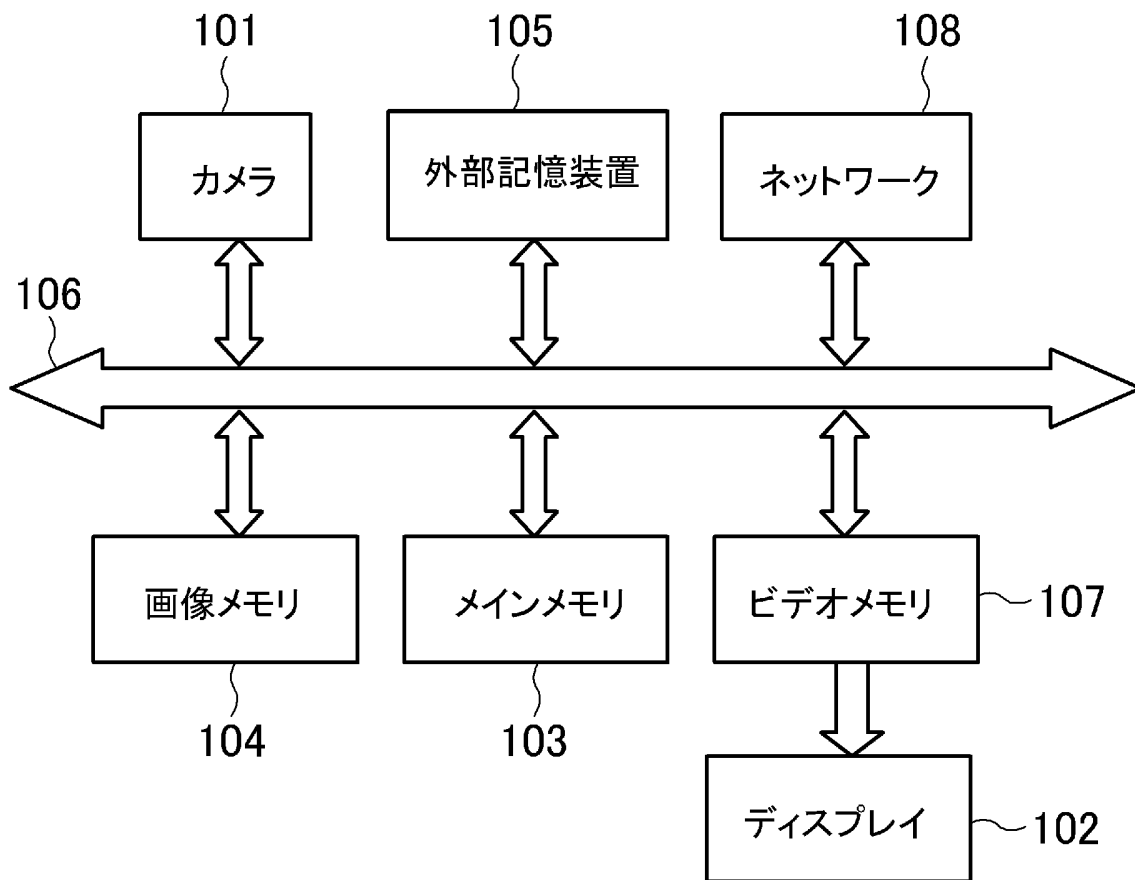 101
105
108
カメラ
外部記憶装置
ネットワーク
106
画像メモリ
メインメモリ
ビデオメモリ
107
104
103
ディスプレイ
102